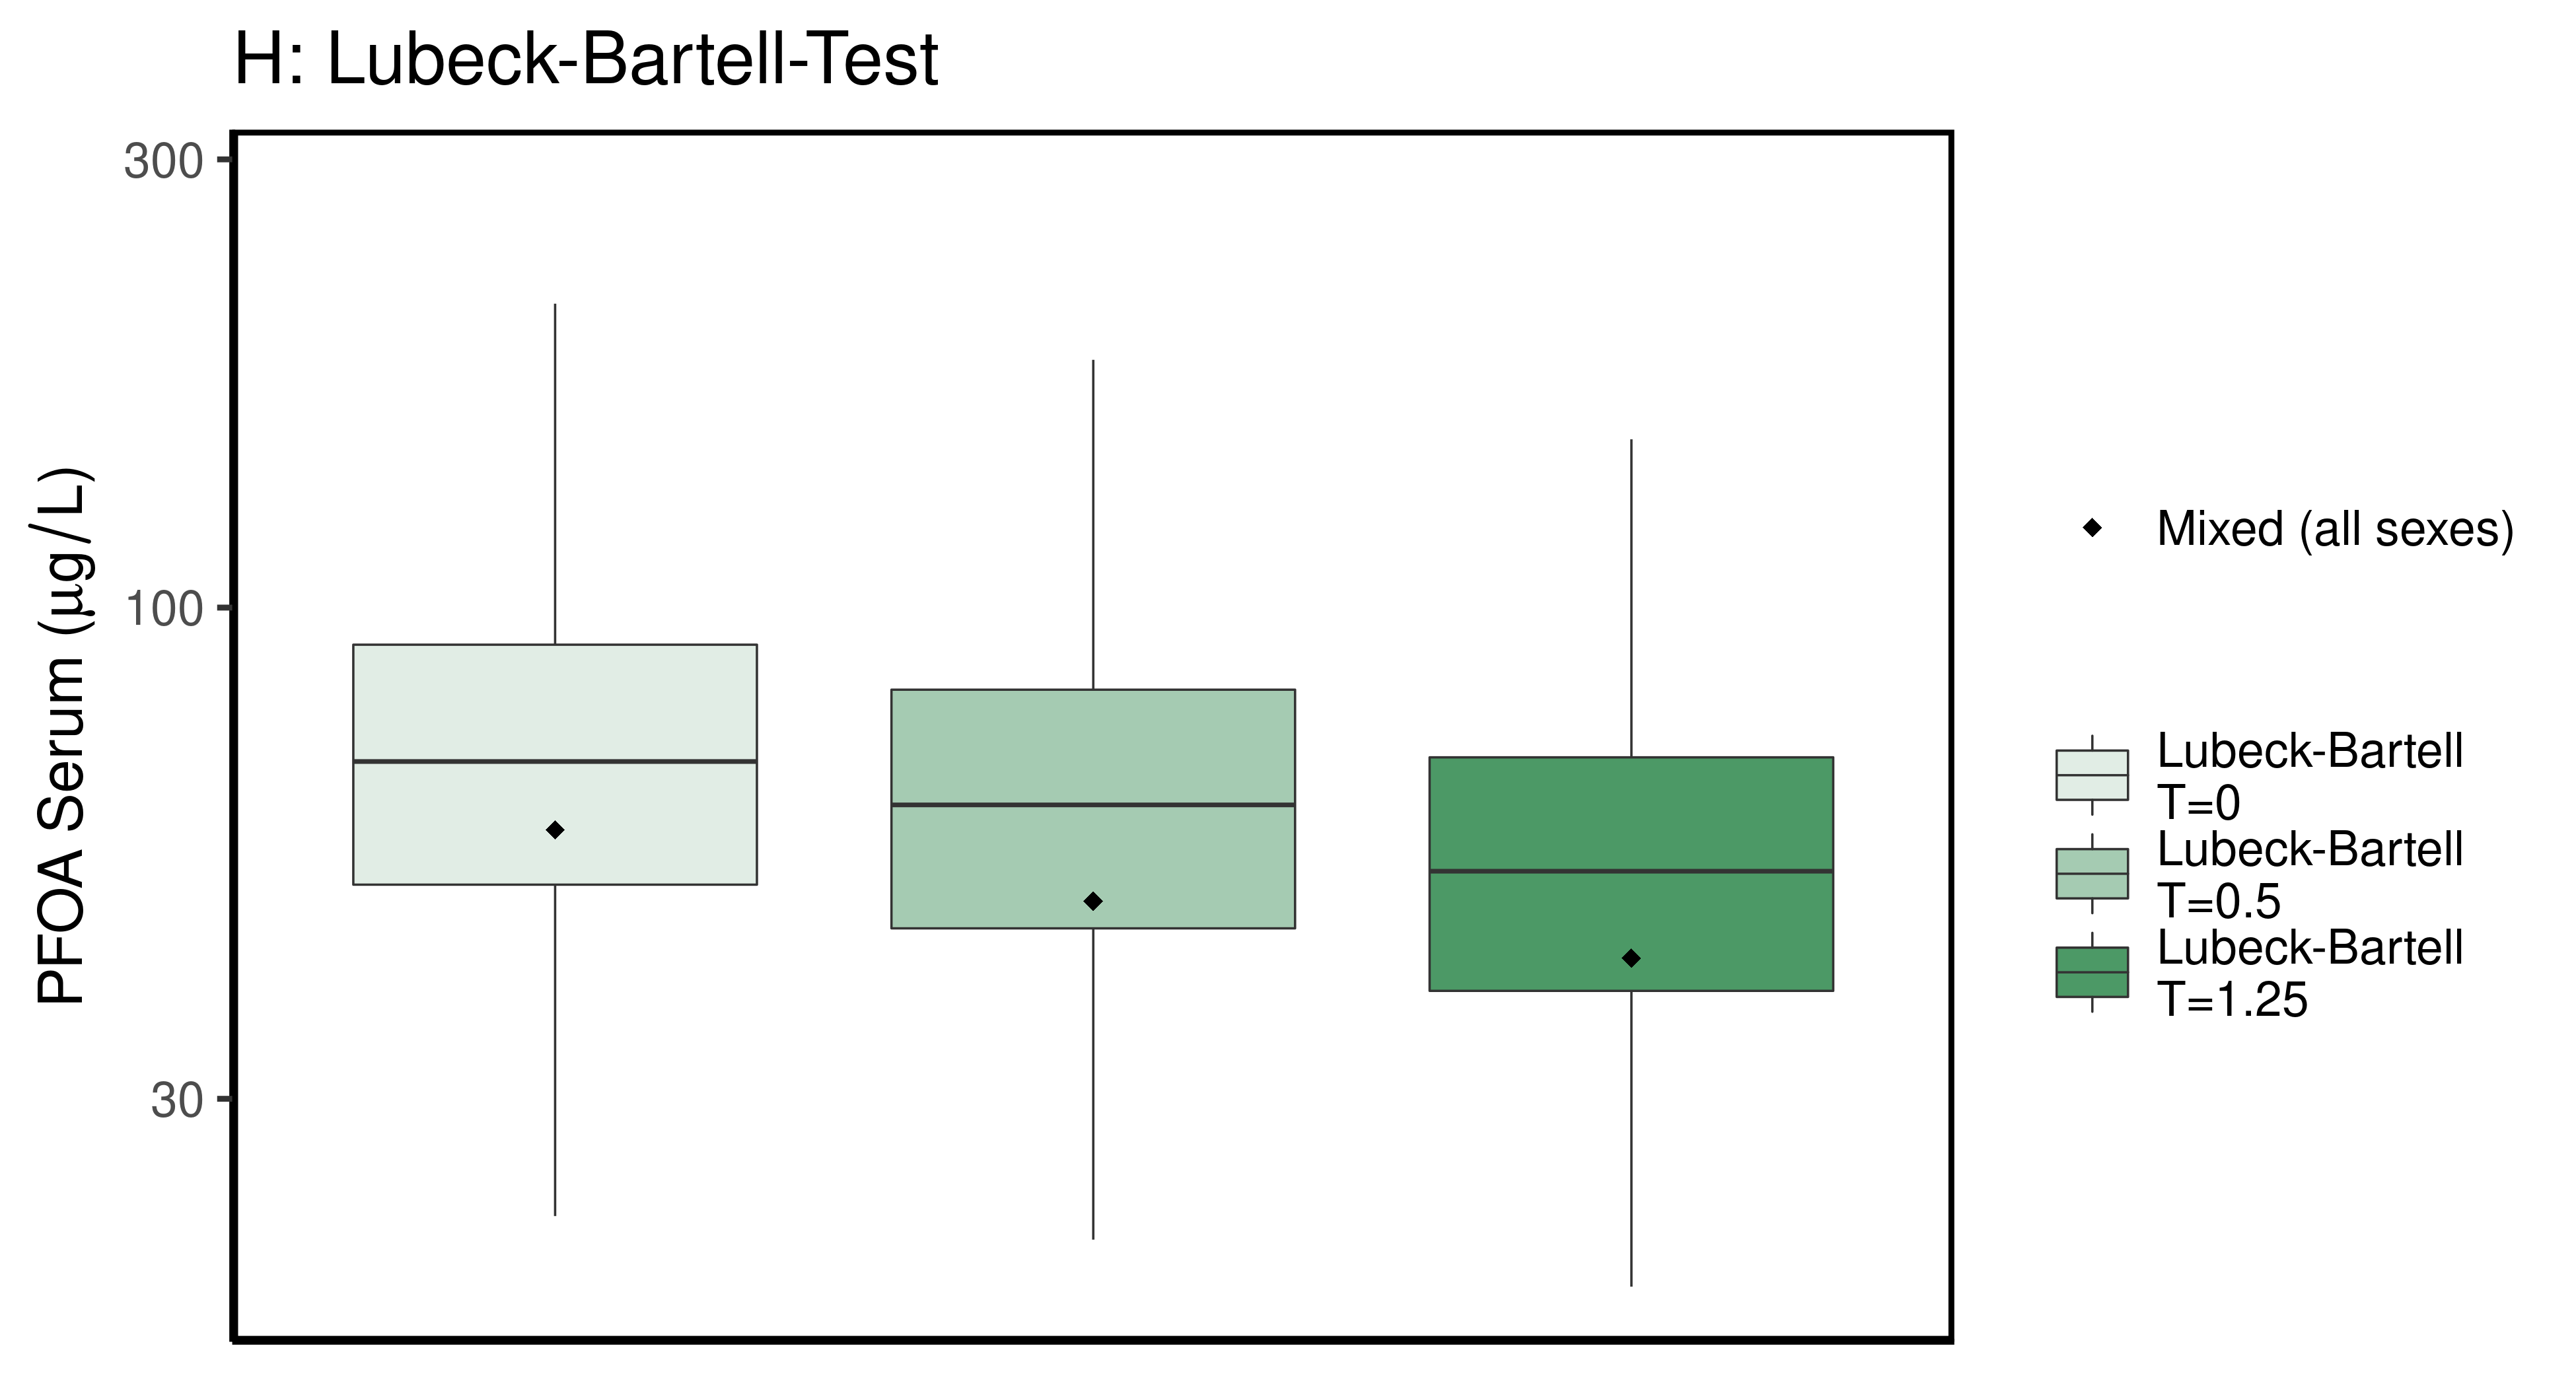 H: Lubeck-Bartell-Test
300
100
30
PFOA Serum (μg/L)
Mixed (all sexes)
Lubeck-Bartell
T=0
Lubeck-Bartell
T=0.5
Lubeck-Bartell
T=1.25